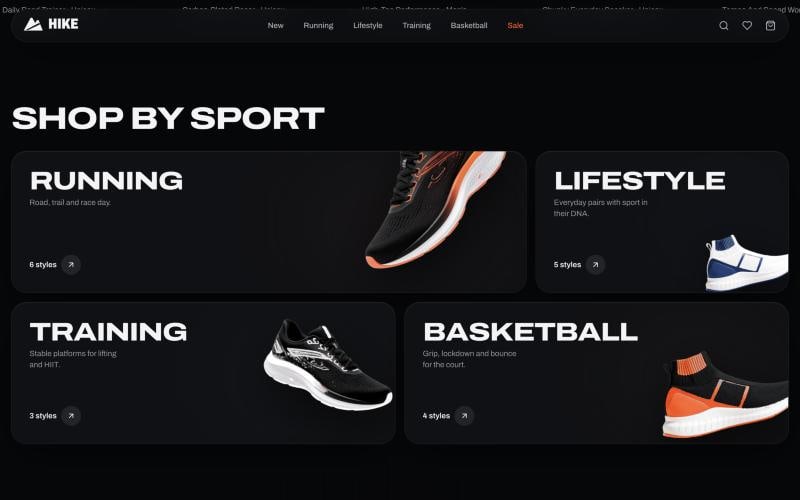 HIKE
New Running Lifestyle Training Basketball Sale
SHOP BY SPORT
RUNNING
Road, trail and race day.
6 styles
LIFESTYLE
Everyday pairs with sport in
their DNA.
5 styles
TRAINING
Stable platforms for lifting
and HIIT.
3 styles
BASKETBALL
Grip, lockdown and bounce
for the court.
4 styles